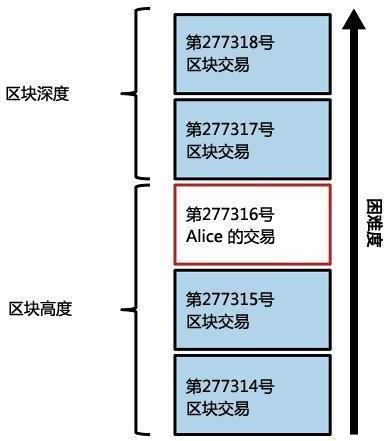 第277318号
区块交易
区块深度
第277317号
区块交易
第277316号
Alice 的交易
困难度
第277315号
区块高度
区块交易
第277314号
区块交易